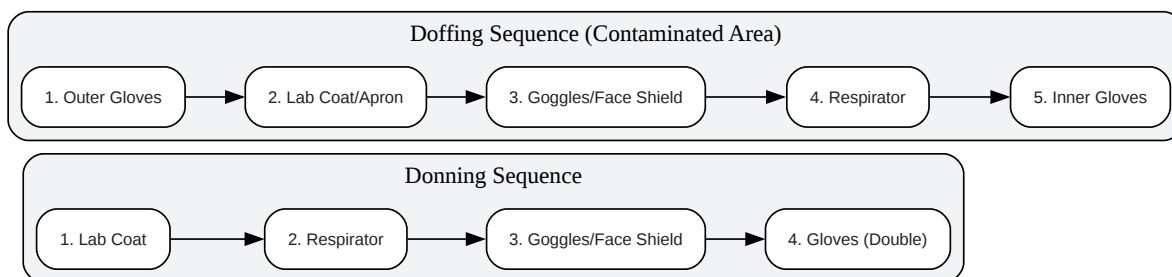 Doffing Sequence (Contaminated Area)
1. Outer Gloves
2. Lab Coat/Apron
3. Goggles/Face Shield
4. Respirator
5. Inner Gloves
Donning Sequence
1. Lab Coat
2. Respirator
3. Goggles/Face Shield
4. Gloves (Double)